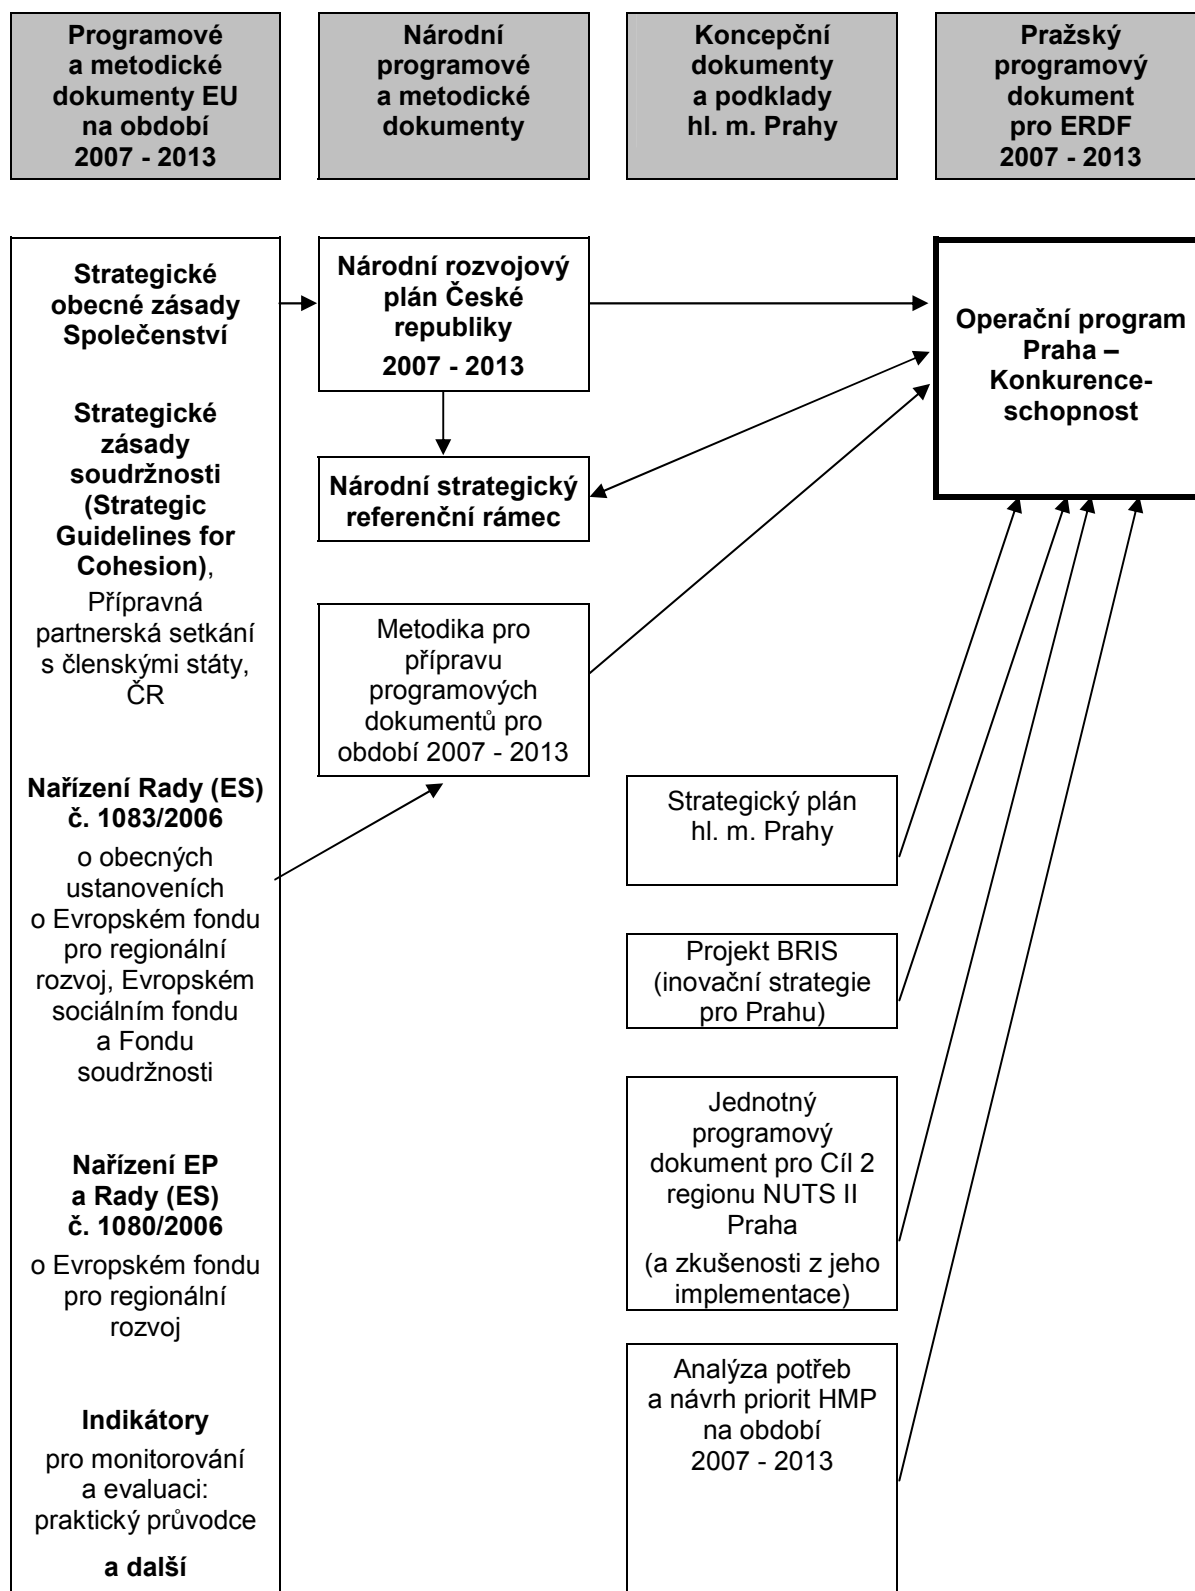 Programové
a metodické
dokumenty EU
na období
2007 - 2013
Národní
programové
a metodické
dokumenty
Koncepční
dokumenty
a podklady
hl. m. Prahy
Pražský
programový
dokument
pro ERDF
2007 - 2013
Strategické
obecné zásady
Společenství
Strategické
zásady
soudržnosti
(Strategic
Guidelines for
Cohesion),
Přípravná
partnerská setkání
s členskými státy,
ČR
Nařízení Rady (ES)
č. 1083/2006
o obecných
ustanoveních
o Evropském fondu
pro regionální
rozvoj, Evropském
sociálním fondu
a Fondu
soudržnosti
Nařízení EP
a Rady (ES)
č. 1080/2006
o Evropském fondu
pro regionální
rozvoj
Indikátory
pro monitorování
a evaluaci:
praktický průvodce
a další
Národní rozvojový
plán České
republiky
2007 - 2013
Národní strategický
referenční rámec
Metodika pro
přípravu
programových
dokumentů pro
období 2007 - 2013
Strategický plán
hl. m. Prahy
Projekt BRIS
(inovační strategie
pro Prahu)
Jednotný
programový
dokument pro Cíl 2
regionu NUTS II
Praha
(a zkušenosti z jeho
implementace)
Analýza potřeb
a návrh priorit HMP
na období
2007 - 2013
Operační program
Praha –
Konkurence-
schopnost